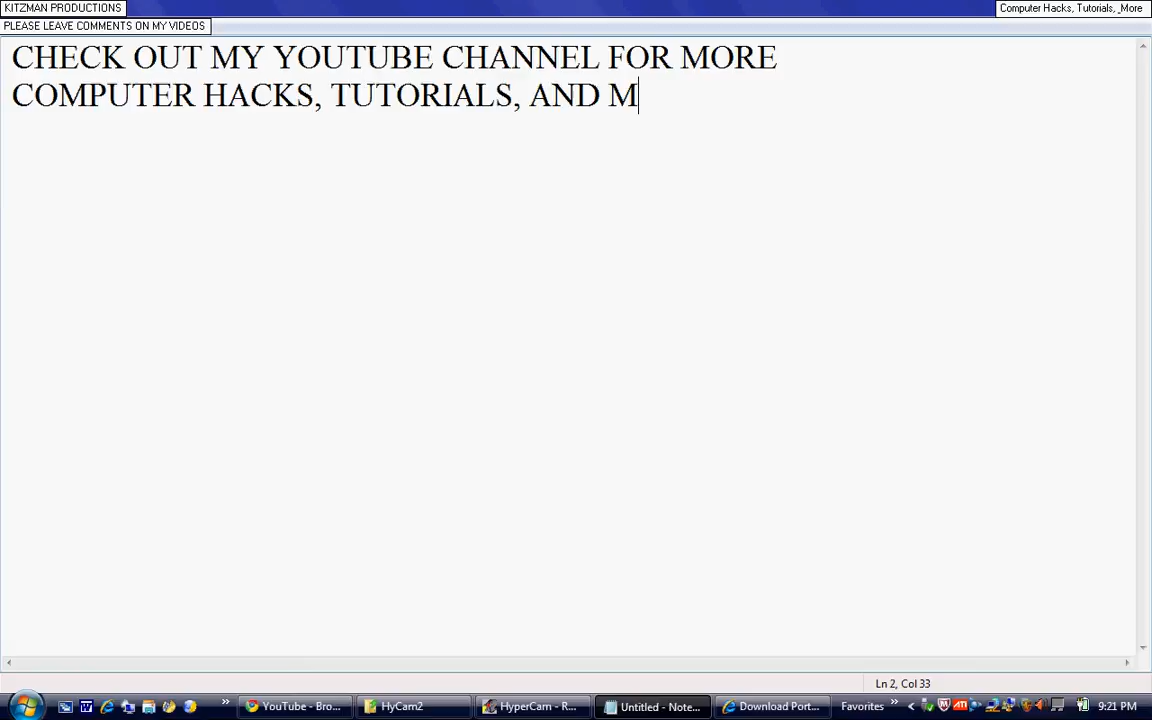 KITZMAN PRODUCTIONS
Computer Hacks, Tutorials, _More
PLEASE LEAVE COMMENTS ON MY VIDEOS
CHECK OUT MY YOUTUBE CHANNEL FOR MORE
COMPUTER HACKS, TUTORIALS, AND M
Ln 2, Col 33
YouTube - Bro... HyCam2 HyperCam - R... Untitled - Note... Download Port... Favorites 9:21 PM